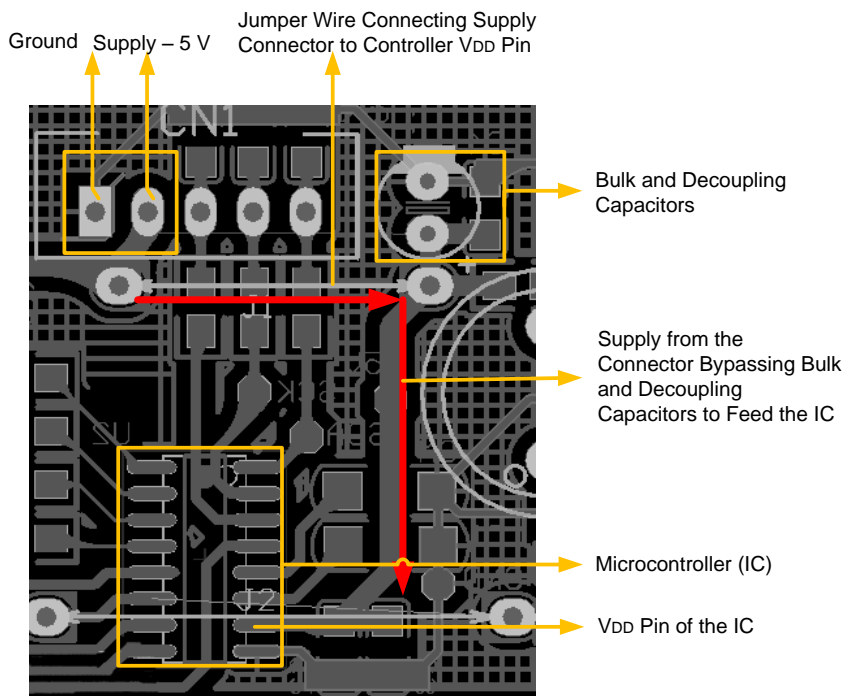 Ground
Supply – 5 V
Jumper Wire Connecting Supply
Connector to Controller VDD Pin
CN1
Bulk and Decoupling
Capacitors
J1
Supply from the
Connector Bypassing Bulk
and Decoupling
Capacitors to Feed the IC
U2
Microcontroller (IC)
J2
VDD Pin of the IC